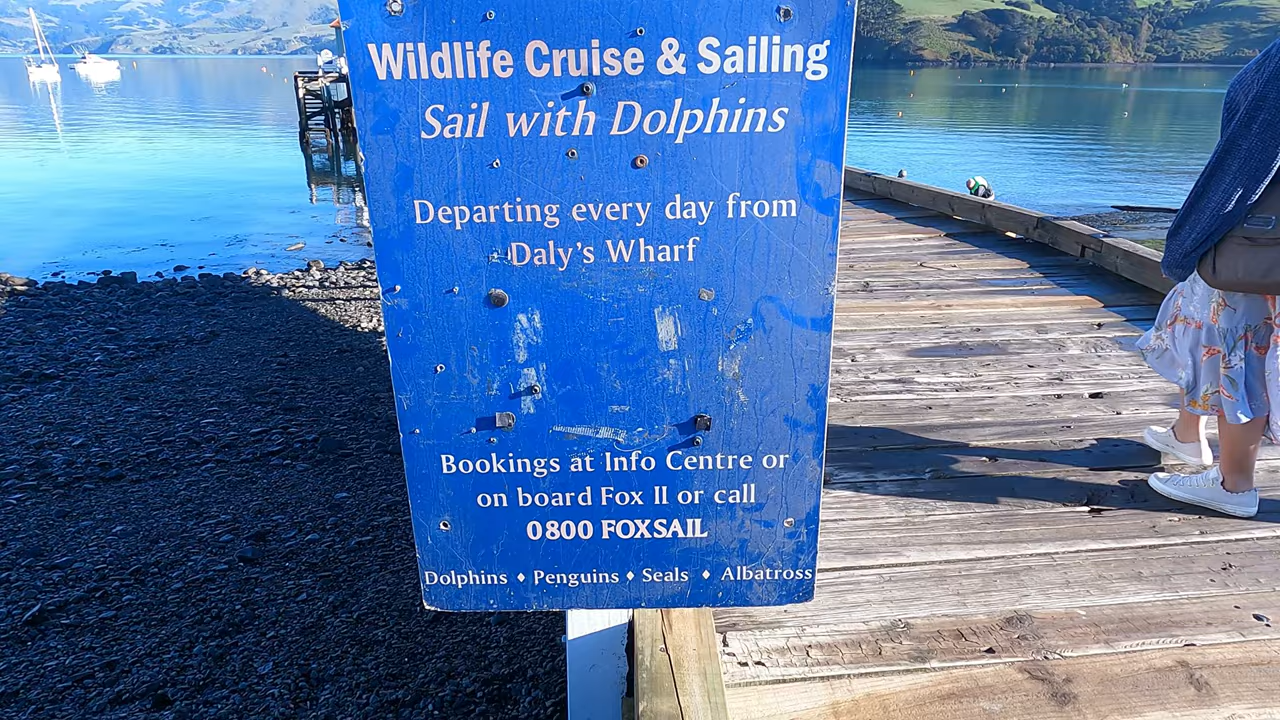 Wildlife Cruise & Sailing
Sail with Dolphins
Departing every day from
Daly's Wharf
Bookings at Info Centre or
on board Fox II or call
0800 FOXSAIL
Dolphins ♦ Penguins ♦ Seals ♦ Albatross